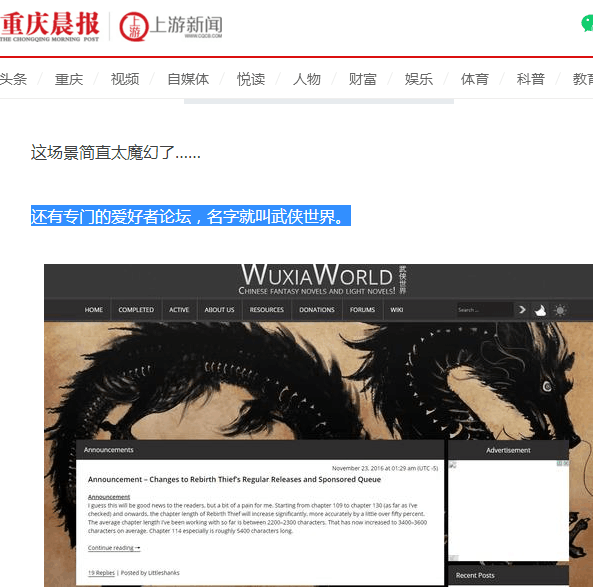 重庆晨报
THE CHONGQING MORNING POST
上游
上游新闻
WWW.CQCB.COM
头条 / 重庆 / 视频 / 自媒体 / 悦读 / 人物 / 财富 / 娱乐 / 体育 / 科普 / 教育
这场景简直太魔幻了……
还有专门的爱好者论坛，名字就叫武侠世界。
WUXIAWORLD 武侠世界
CHINESE FANTASY NOVELS AND LIGHT NOVELS!
HOME COMPLETED ACTIVE ABOUT US RESOURCES DONATIONS FORUMS WIKI Search ...
Announcements
Advertisement
November 23, 2016 at 01:29 am (UTC -5)
Announcement – Changes to Rebirth Thief's Regular Releases and Sponsored Queue
Announcement
I guess this will be good news to the readers, but a bit of a pain for me. Starting from chapter 109 to chapter 130 (as far as I've
checked) and onwards, the chapter length of Rebirth Thief will increase significantly, more accurately by a little over fifty percent.
The average chapter length I've been working with so far is between 2200–2300 characters. That has now increased to 3400–3600
characters on average. Chapter 114 especially is roughly 5400 characters long.
Continue reading →
19 Replies | Posted by Littleshanks
Recent Posts